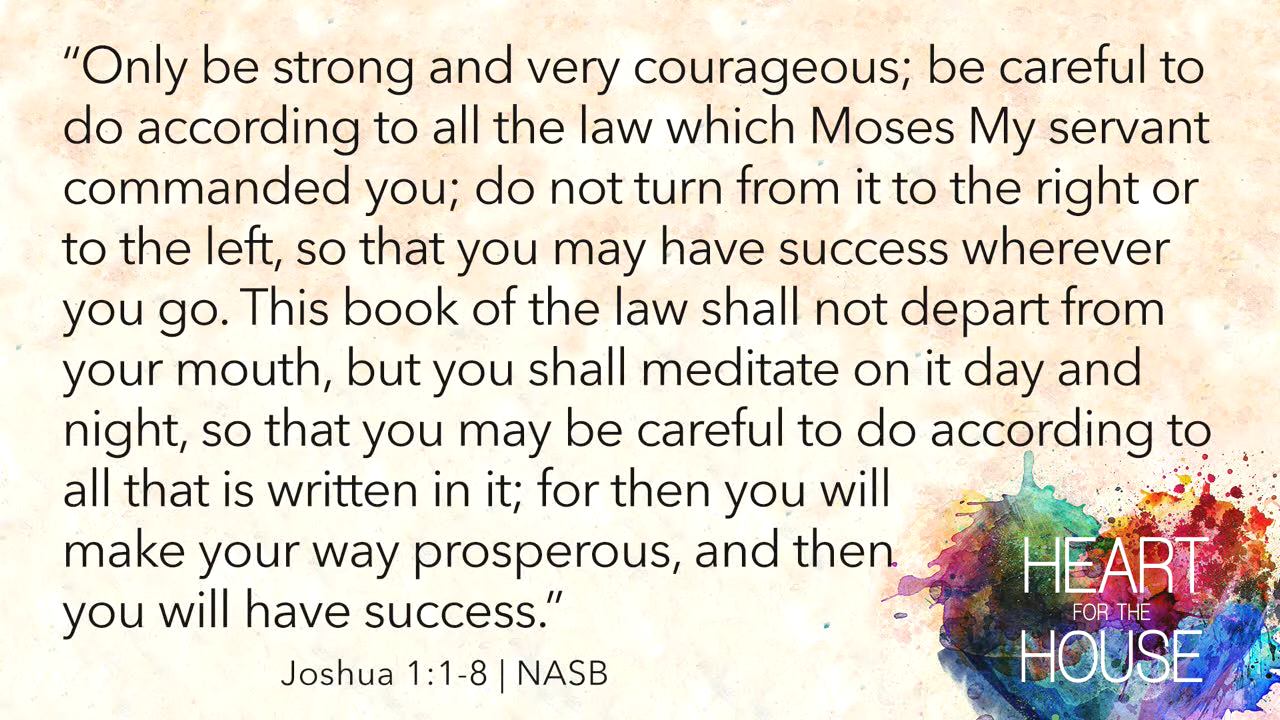 “Only be strong and very courageous; be careful to
do according to all the law which Moses My servant
commanded you; do not turn from it to the right or
to the left, so that you may have success wherever
you go. This book of the law shall not depart from
your mouth, but you shall meditate on it day and
night, so that you may be careful to do according to
all that is written in it; for then you will
make your way prosperous, and then
you will have success.”
Joshua 1:1-8 | NASB
HEART
FOR THE
HOUSE